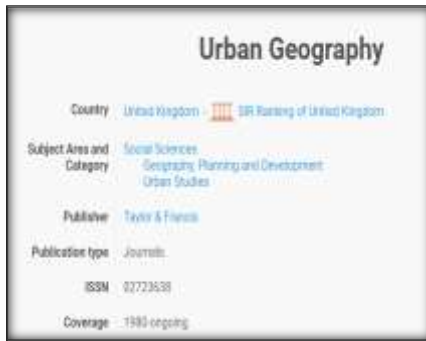 Urban Geography
Country United Kingdom - SIR Ranking of United Kingdom
Subject Area and Category Social Sciences
Geography, Planning and Development
Urban Studies
Publisher Taylor & Francis
Publication type Journals
ISSN 02723638
Coverage 1980-ongoing